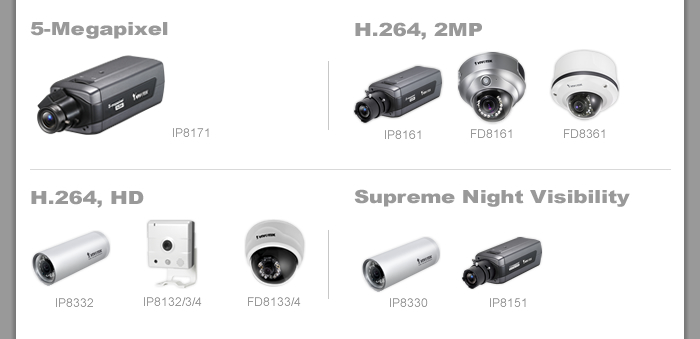 5-Megapixel
H.264, 2MP
IP8171
IP8161
FD8161
FD8361
H.264, HD
Supreme Night Visibility
IP8332
IP8132/3/4
FD8133/4
IP8330
IP8151